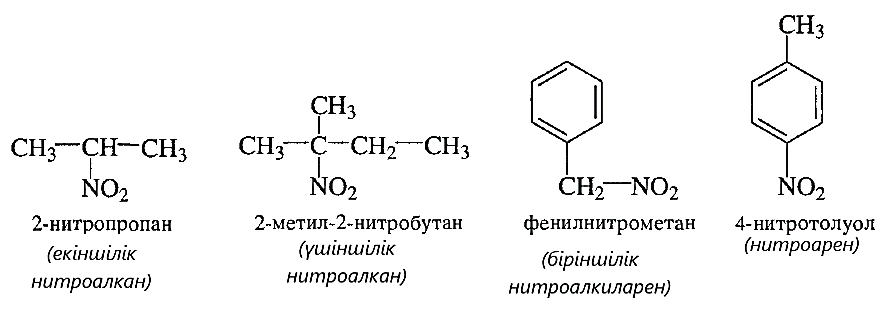 CH₃
CH₃
CH₃—CH—CH₃
CH₃—C—CH₂—CH₃
NO₂
NO₂
CH₂—NO₂
NO₂
2-нитропропан
2-метил-2-нитробутан
фенилнитрометан
4-нитротолуол
(екіншілік
нитроалкан)
(үшіншілік
нитроалкан)
(біріншілік
нитроалкиларен)
(нитроарен)